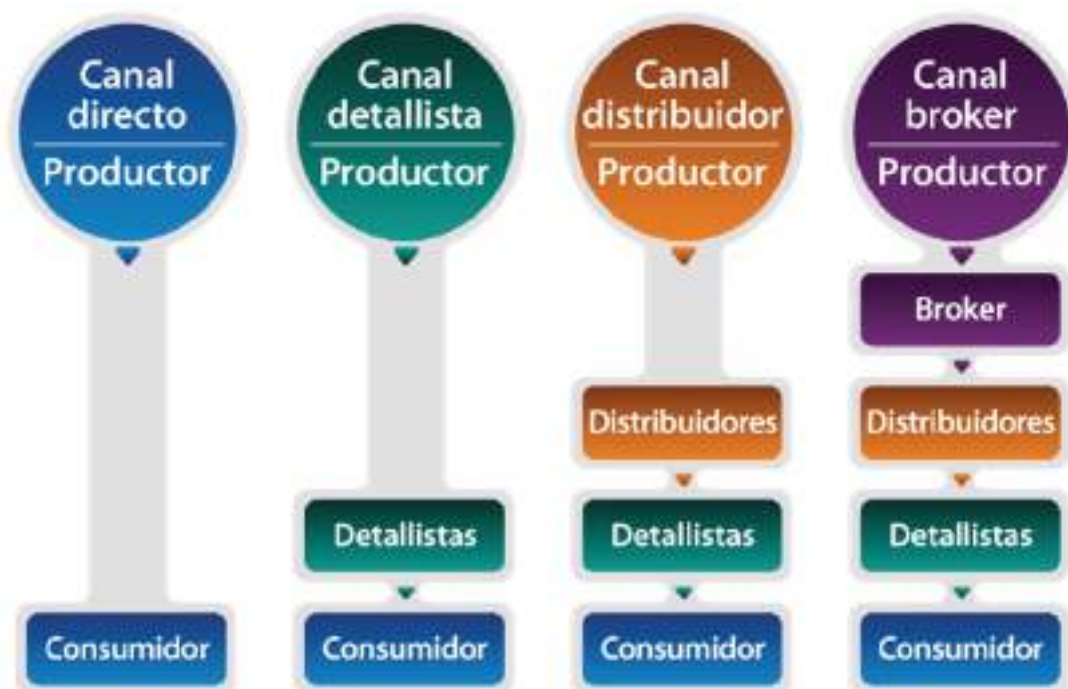 Canal
directo
Productor
Consumidor
Canal
detallista
Productor
Detallistas
Consumidor
Canal
distribuidor
Productor
Distribuidores
Detallistas
Consumidor
Canal
broker
Productor
Broker
Distribuidores
Detallistas
Consumidor